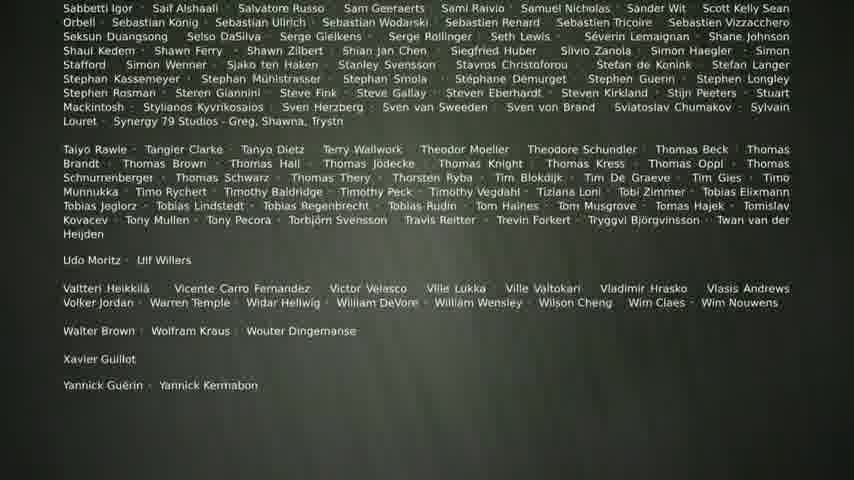 Sabbetti Igor · Saif Alshaali · Salvatore Russo · Sam Geeraerts · Sami Raivio · Samuel Nicholas · Sander Wit · Scott Kelly Sean
Orbell · Sebastian König · Sebastian Ullrich · Sebastian Wodarski · Sebastien Renard · Sebastien Tricoire · Sebastien Vizzacchero
Seksun Duangsong · Selso DaSilva · Serge Gielkens · Serge Rollinger · Seth Lewis · Séverin Lemaignan · Shane Johnson
Shaul Kedem · Shawn Ferry · Shawn Zilbert · Shian Jan Chen · Siegfried Huber · Silvio Zanola · Simon Haegler · Simon
Stafford · Simon Werner · Sjako ten Haken · Stanley Svensson · Stavros Christoforou · Stefan de Konink · Stefan Langer
Stephan Kassemeyer · Stephan Mühlstrasser · Stephan Smola · Stéphane Demurget · Stephen Guerin · Stephen Longley
Stephen Rosman · Steren Giannini · Steve Fink · Steve Gallay · Steven Eberhardt · Steven Kirkland · Stijn Peeters · Stuart
Mackintosh · Stylianos Kyvrikosaios · Sven Herzberg · Sven van Sweeden · Sven von Brand · Sviatoslav Chumakov · Sylvain
Louret · Synergy 79 Studios - Greg, Shawna, Trystn
Taiyo Rawle · Tangier Clarke · Tanyo Dietz · Terry Wallwork · Theodor Moeller · Theodore Schundler · Thomas Beck · Thomas
Brandt · Thomas Brown · Thomas Hall · Thomas Jödecke · Thomas Knight · Thomas Kress · Thomas Oppl · Thomas
Schnurrenberger · Thomas Schwarz · Thomas Thery · Thorsten Ryba · Tim Blokdijk · Tim De Graeve · Tim Gies · Timo
Munnukka · Timo Rychert · Timothy Baldridge · Timothy Peck · Timothy Vegdahl · Tiziana Loni · Tobi Zimmer · Tobias Elixmann
Tobias Jeglorz · Tobias Lindstedt · Tobias Regenbrecht · Tobias Rudin · Tom Haines · Tom Musgrove · Tomas Hajek · Tomislav
Kovacev · Tony Mullen · Tony Pecora · Torbjörn Svensson · Travis Reitter · Trevin Forkert · Tryggvi Björgvinsson · Twan van der
Heijden
Udo Moritz · Ulf Willers
Valtteri Heikkilä · Vicente Carro Fernandez · Victor Velasco · Ville Lukka · Ville Valtokari · Vladimir Hrasko · Vlasis Andrews
Volker Jordan · Warren Temple · Widar Hellwig · William DeVore · William Wensley · Wilson Cheng · Wim Claes · Wim Nouwens
Walter Brown · Wolfram Kraus · Wouter Dingemanse
Xavier Guillot
Yannick Guérin · Yannick Kermabon